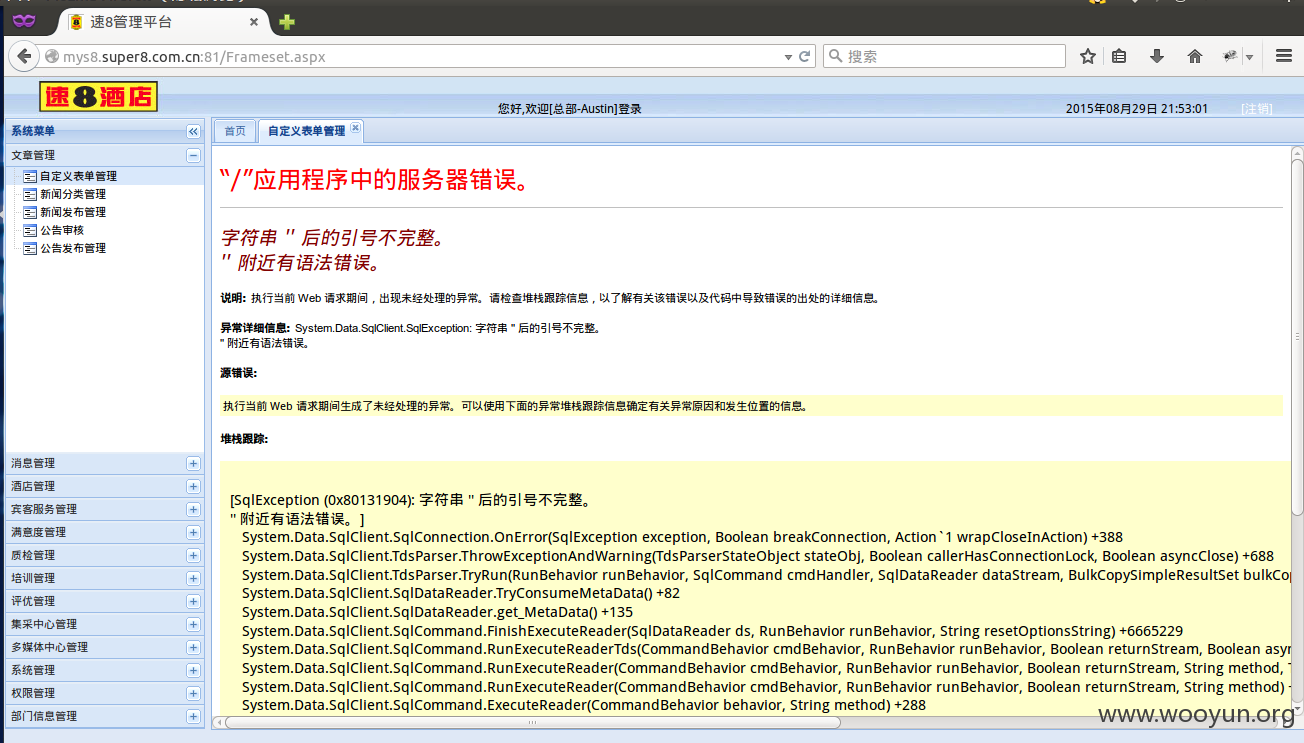 速8管理平台
mys8.super8.com.cn:81/Frameset.aspx
搜索
速8酒店
您好,欢迎[总部-Austin]登录
2015年08月29日 21:53:01
[注销]
系统菜单
首页
自定义表单管理
文章管理
自定义表单管理
新闻分类管理
新闻发布管理
公告审核
公告发布管理
消息管理
酒店管理
宾客服务管理
满意度管理
质检管理
培训管理
评优管理
集采中心管理
多媒体中心管理
系统管理
权限管理
部门信息管理
“/”应用程序中的服务器错误。
字符串 '' 后的引号不完整。
'' 附近有语法错误。
说明: 执行当前 Web 请求期间，出现未经处理的异常。请检查堆栈跟踪信息，以了解有关该错误以及代码中导致错误的出处的详细信息。
异常详细信息: System.Data.SqlClient.SqlException: 字符串 '' 后的引号不完整。
'' 附近有语法错误。
源错误:
执行当前 Web 请求期间生成了未经处理的异常。可以使用下面的异常堆栈跟踪信息确定有关异常原因和发生位置的信息。
堆栈跟踪:
[SqlException (0x80131904): 字符串 '' 后的引号不完整。
'' 附近有语法错误。]
System.Data.SqlClient.SqlConnection.OnError(SqlException exception, Boolean breakConnection, Action`1 wrapCloseInAction) +388
System.Data.SqlClient.TdsParser.ThrowExceptionAndWarning(TdsParserStateObject stateObj, Boolean callerHasConnectionLock, Boolean asyncClose) +688
System.Data.SqlClient.TdsParser.TryRun(RunBehavior runBehavior, SqlCommand cmdHandler, SqlDataReader dataStream, BulkCopySimpleResultSet bulkCop
System.Data.SqlClient.SqlDataReader.TryConsumeMetaData() +82
System.Data.SqlClient.SqlDataReader.get_MetaData() +135
System.Data.SqlClient.SqlCommand.FinishExecuteReader(SqlDataReader ds, RunBehavior runBehavior, String resetOptionsString) +6665229
System.Data.SqlClient.SqlCommand.RunExecuteReaderTds(CommandBehavior cmdBehavior, RunBehavior runBehavior, Boolean returnStream, Boolean asyn
System.Data.SqlClient.SqlCommand.RunExecuteReader(CommandBehavior cmdBehavior, RunBehavior runBehavior, Boolean returnStream, String method, T
System.Data.SqlClient.SqlCommand.RunExecuteReader(CommandBehavior cmdBehavior, RunBehavior runBehavior, Boolean returnStream, String method) +
System.Data.SqlClient.SqlCommand.ExecuteReader(CommandBehavior behavior, String method) +288
www.wooyun.org